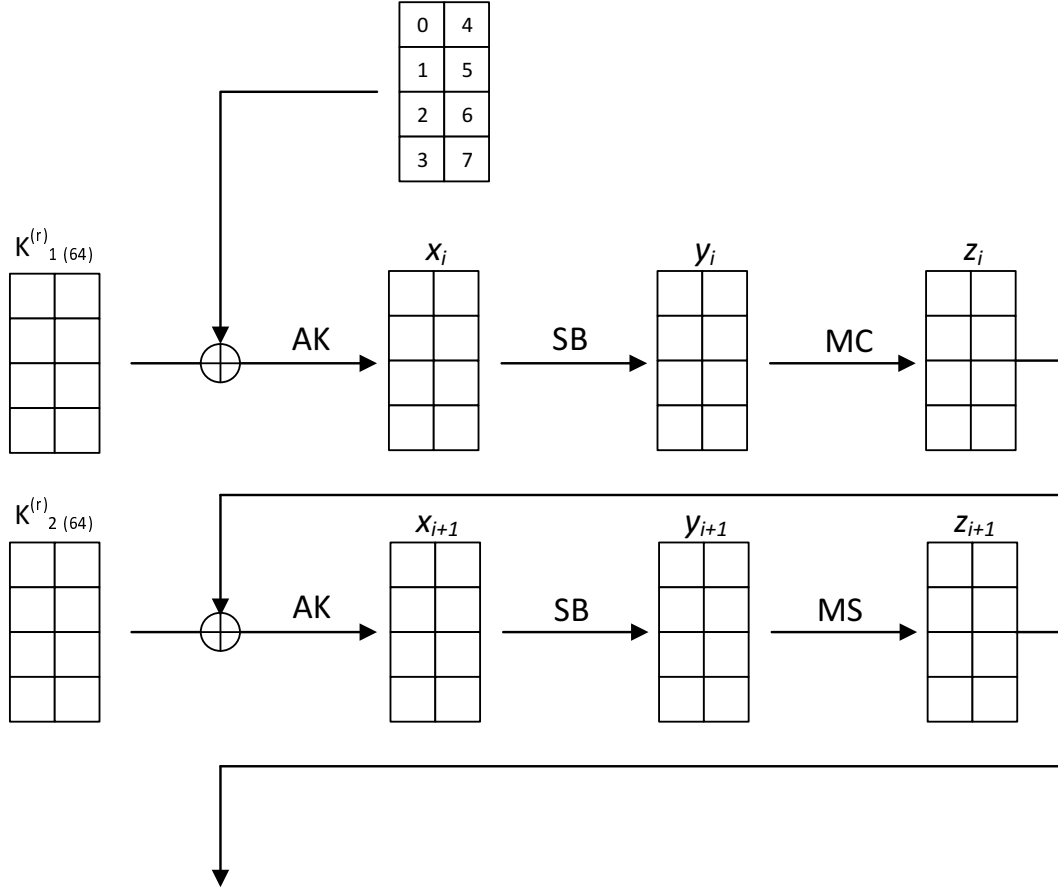 0 4
1 5
2 6
3 7
K(r)1 (64)
xi
yi
zi
AK
SB
MC
K(r)2 (64)
xi+1
yi+1
zi+1
AK
SB
MS